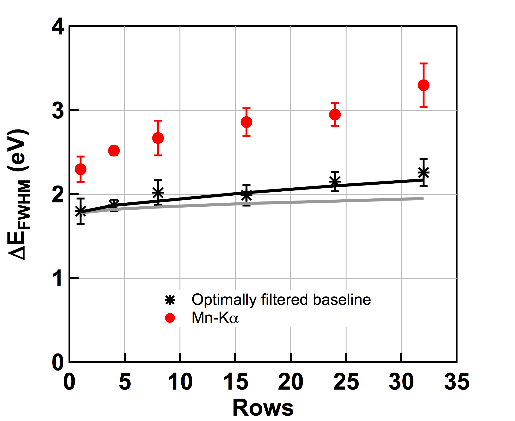 4
3
2
1
0
ΔE_FWHM (eV)
Optimally filtered baseline
Mn-Kα
0 5 10 15 20 25 30 35
Rows